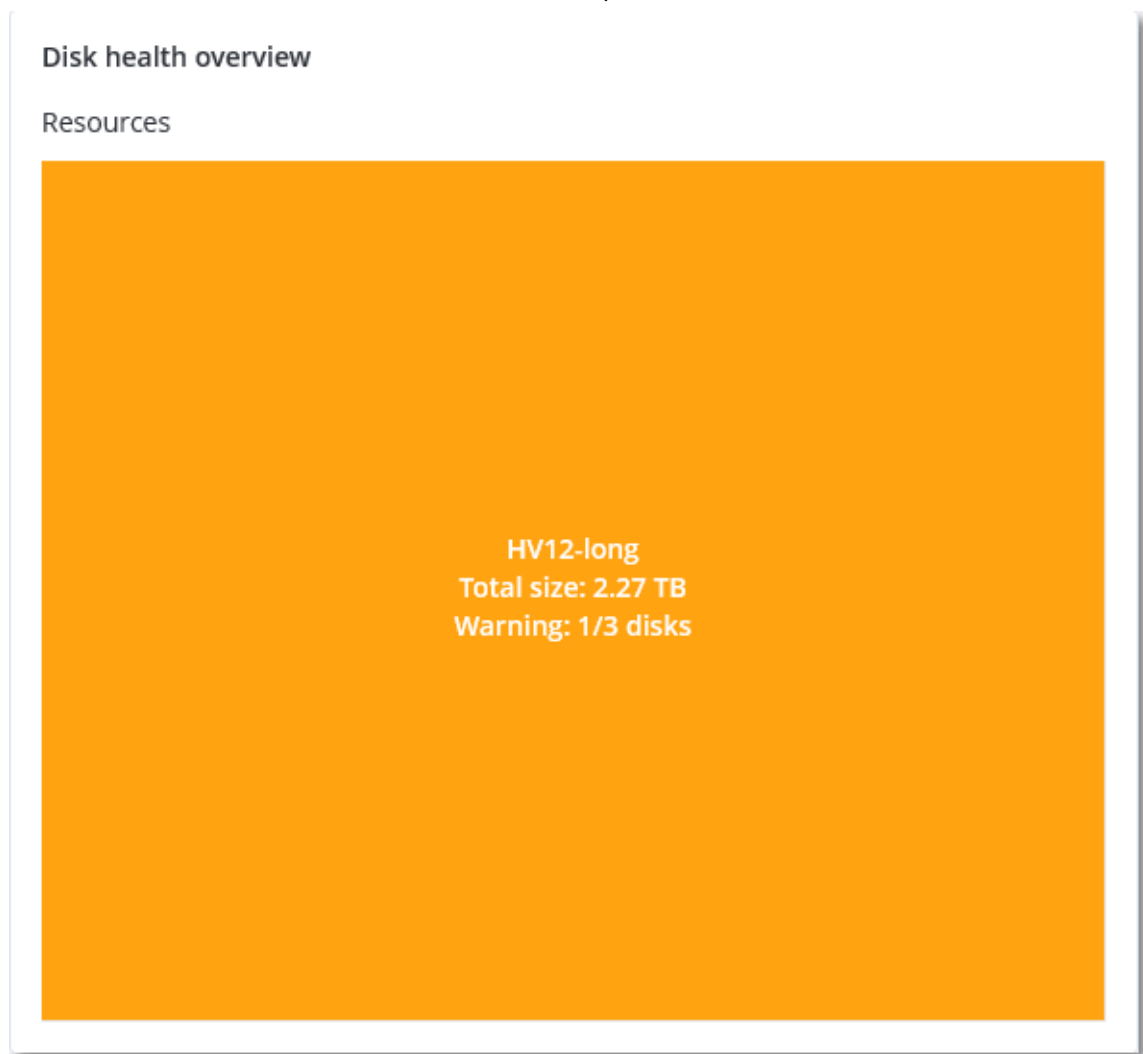 Disk health overview
Resources
HV12-long
Total size: 2.27 TB
Warning: 1/3 disks